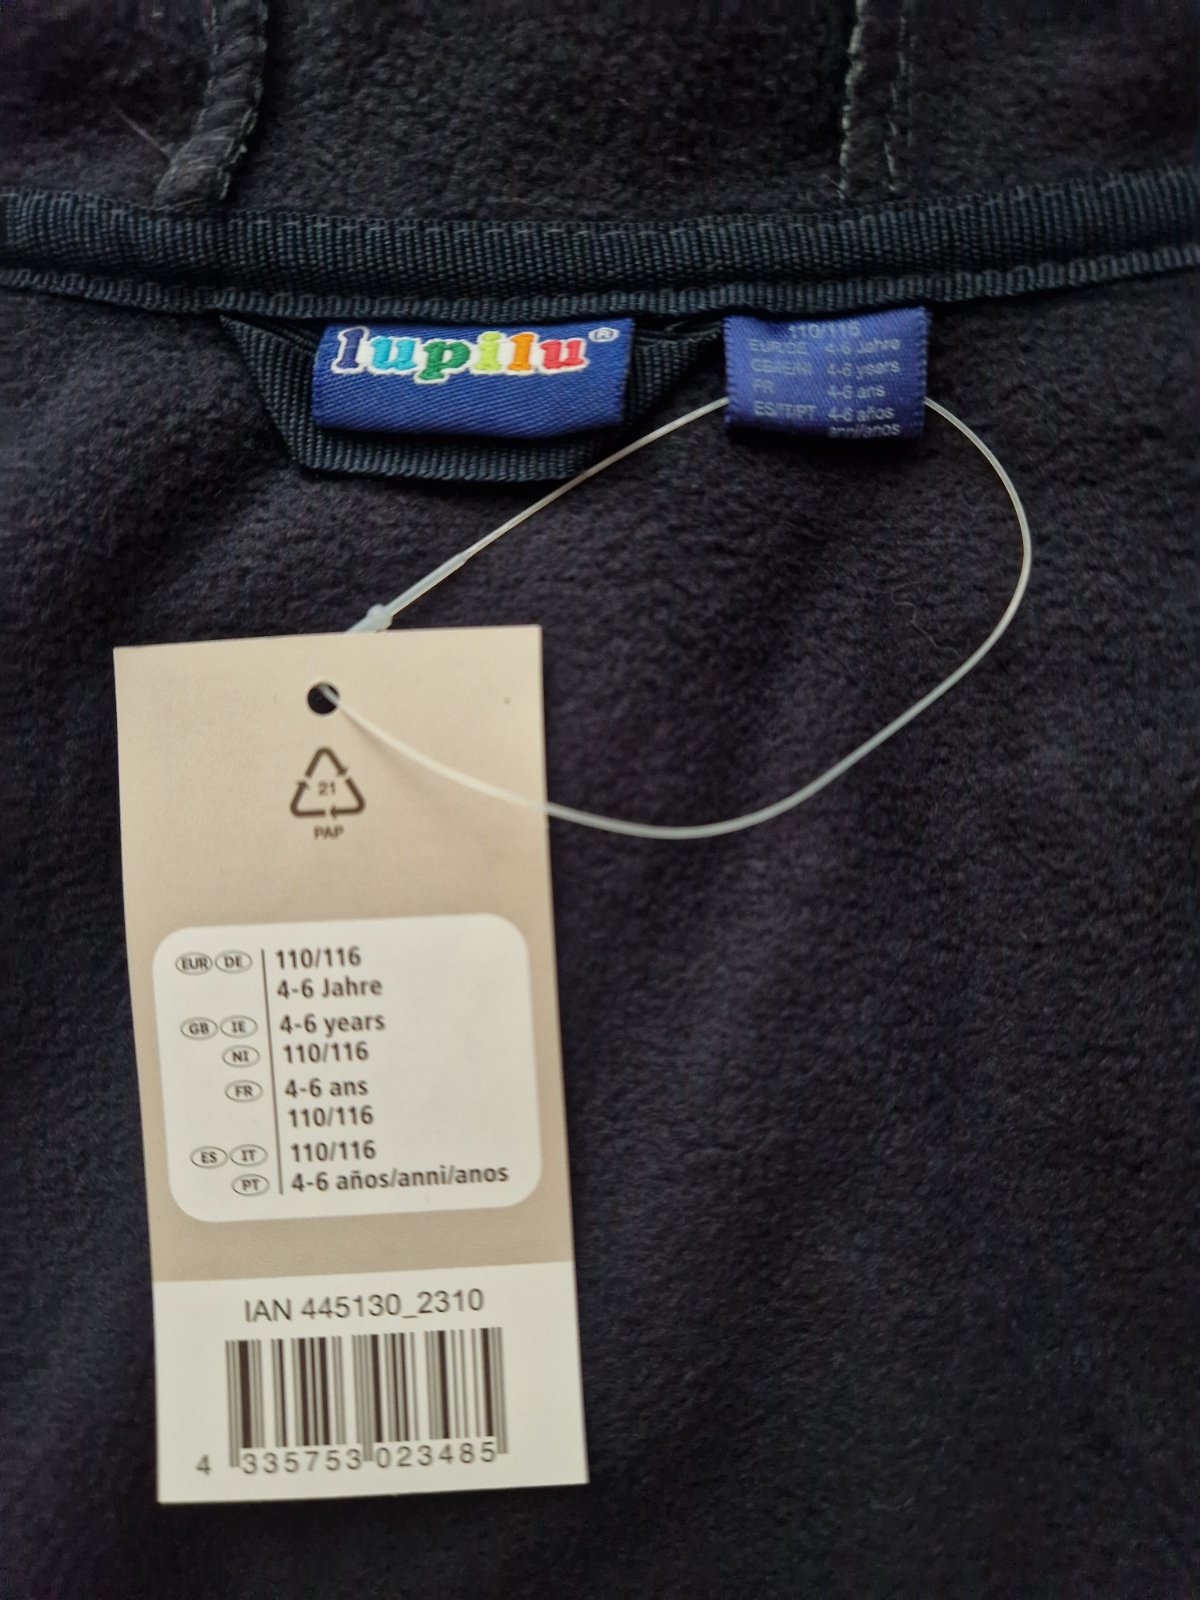 lupilu®
110/116
EUR/DE 4-6 Jahre
GB/IE/NI 4-6 years
FR 4-6 ans
ES/IT/PT 4-6 años
anni/anos
21
PAP
EUR DE 110/116
4-6 Jahre
GB IE 4-6 years
NI 110/116
FR 4-6 ans
110/116
ES IT 110/116
PT 4-6 años/anni/anos
IAN 445130_2310
4 335753 023485